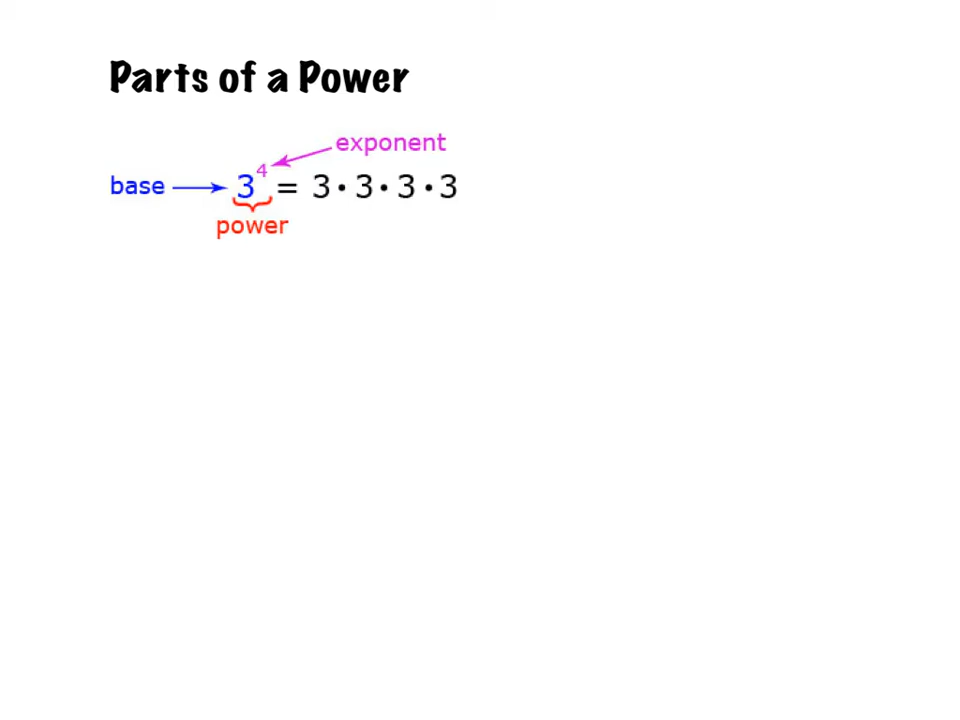 Parts of a Power
exponent
base 3⁴ = 3 · 3 · 3 · 3
power